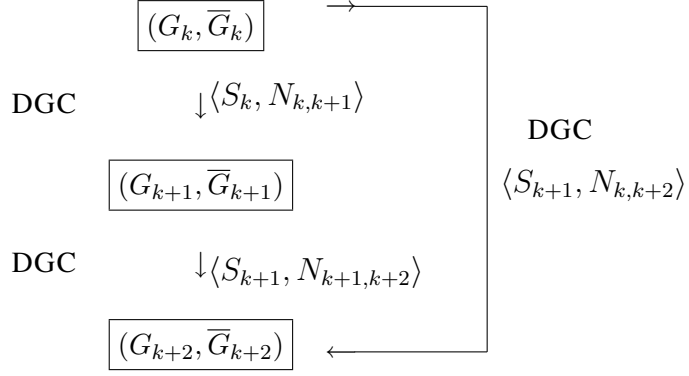 (G_k, \overline{G}_k)
DGC ↓⟨S_k, N_{k,k+1}⟩
DGC
(G_{k+1}, \overline{G}_{k+1}) ⟨S_{k+1}, N_{k,k+2}⟩
DGC ↓⟨S_{k+1}, N_{k+1,k+2}⟩
(G_{k+2}, \overline{G}_{k+2})